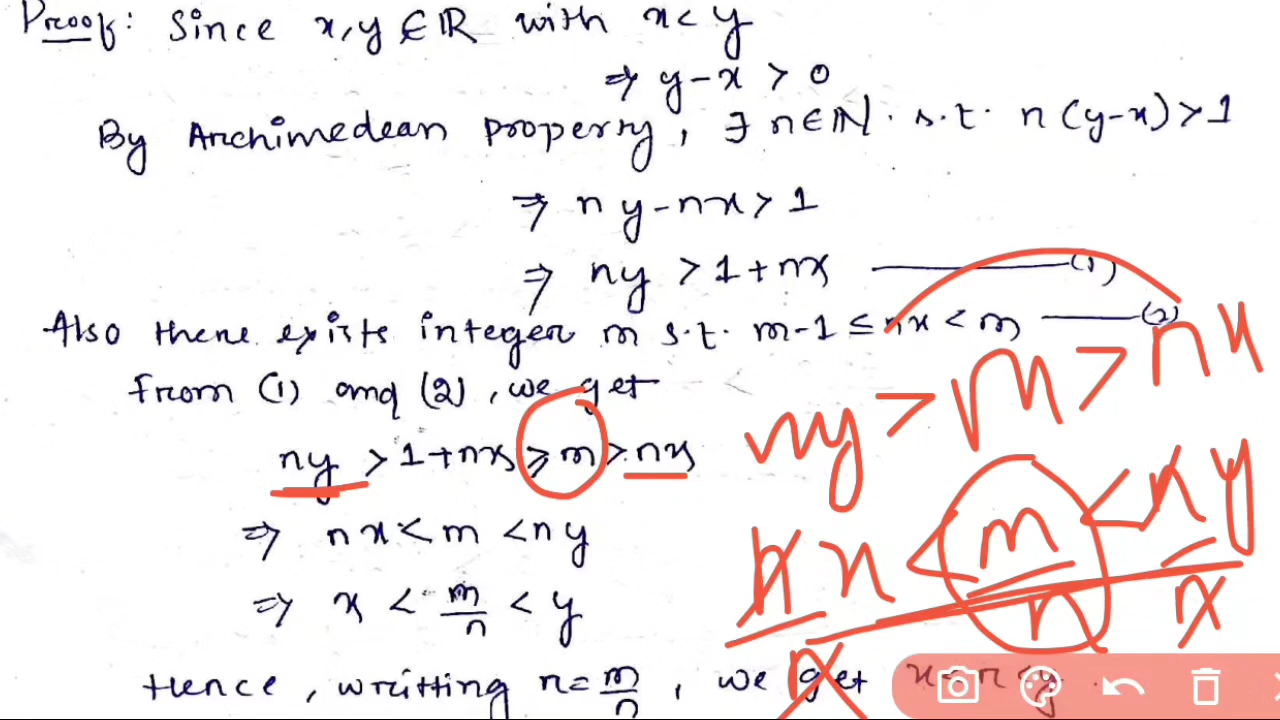 Proof: Since x, y ∈ ℝ with x < y
⇒ y - x > 0
By Archimedean property, ∃ n ∈ ℕ. s.t. n(y-x) > 1
⇒ ny - nx > 1
⇒ ny > 1 + nx ——— (1)
Also there exists integer m s.t. m-1 ≤ nx < m ——— (2)
From (1) and (2), we get
ny > 1 + nx ≥ m > nx
ny > m > nx
⇒ nx < m < ny
⇒ x < m/n < y
nx/n < m/n < ny/n
Hence, writting r = m/n, we get x < r < y.